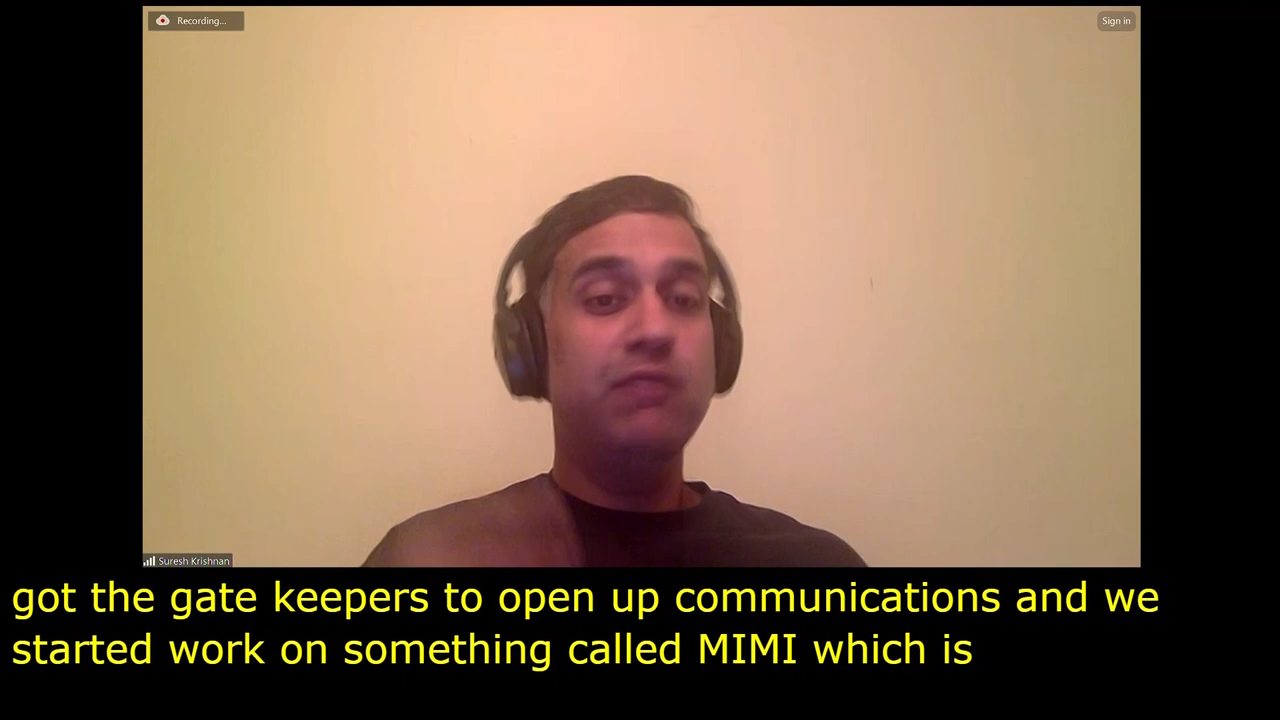 Recording...
Sign in
Suresh Krishnan
got the gate keepers to open up communications and we
started work on something called MIMI which is